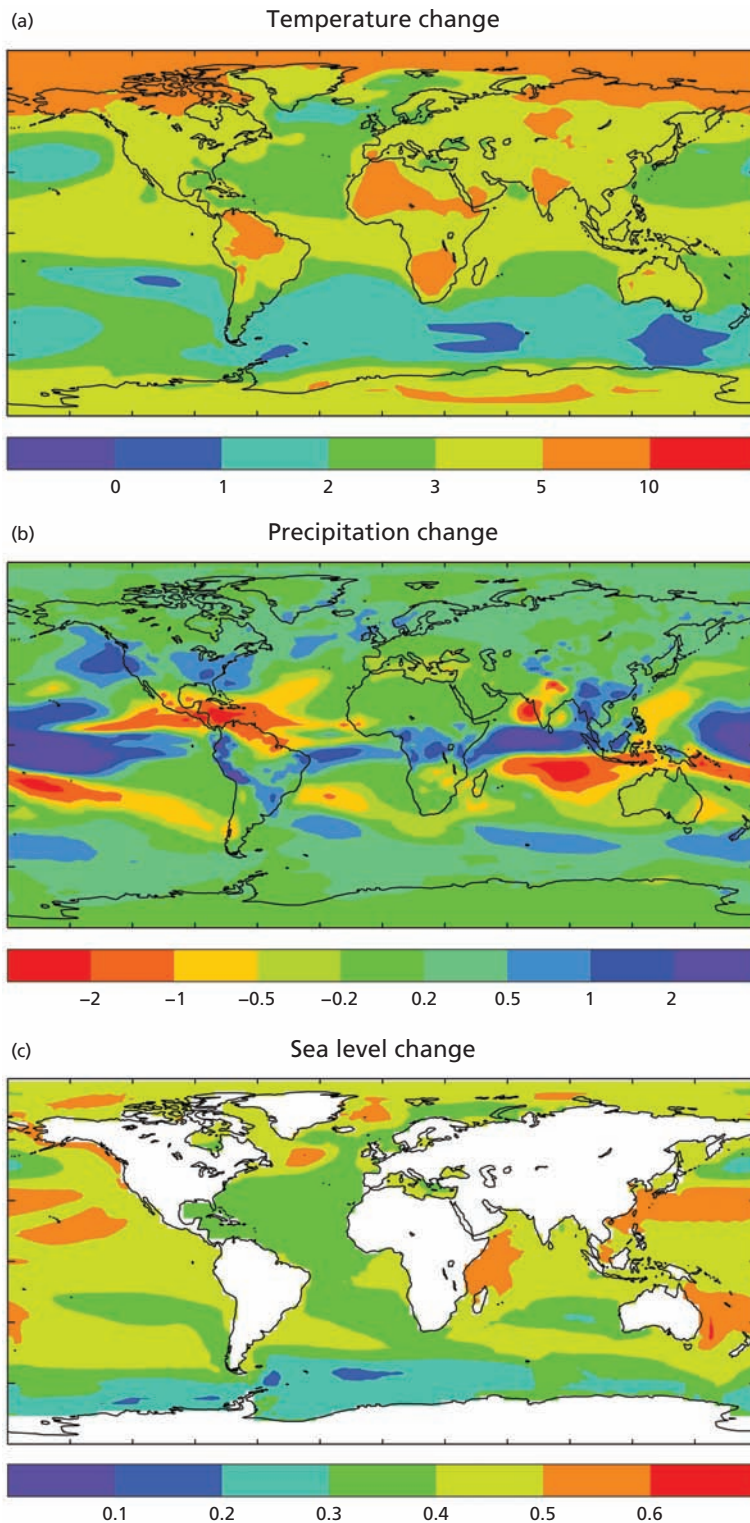 (a) Temperature change
0 1 2 3 5 10
(b) Precipitation change
−2 −1 −0.5 −0.2 0.2 0.5 1 2
(c) Sea level change
0.1 0.2 0.3 0.4 0.5 0.6